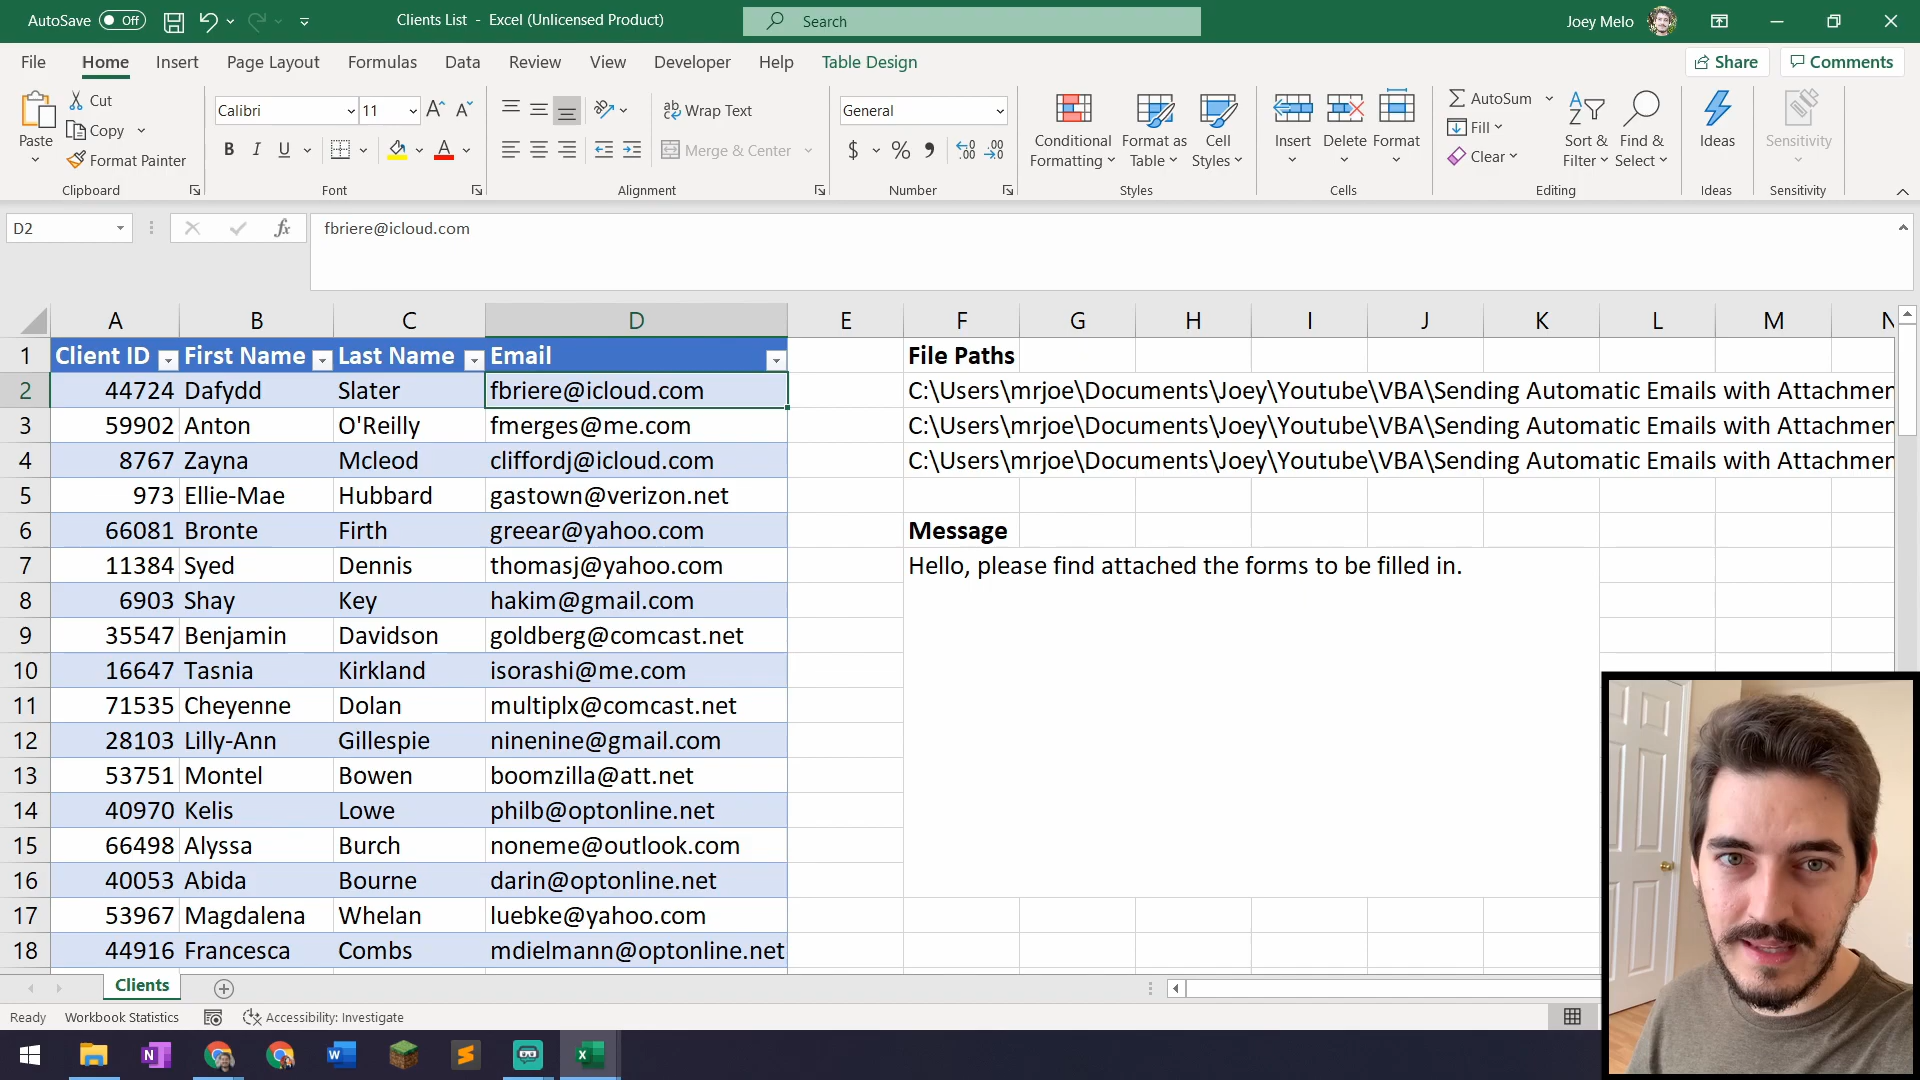 AutoSave Off Clients List - Excel (Unlicensed Product) Search Joey Melo
File Home Insert Page Layout Formulas Data Review View Developer Help Table Design Share Comments
Paste
Cut
Copy
Format Painter
Clipboard
Calibri 11
B I U
Font
Wrap Text
Merge & Center
Alignment
General
$ % ,
Number
Conditional Formatting
Format as Table
Cell Styles
Styles
Insert Delete Format
Cells
AutoSum
Fill
Clear
Sort & Filter
Find & Select
Editing
Ideas
Ideas
Sensitivity
Sensitivity
D2 fx fbriere@icloud.com
A B C D E F G H I J K L M N
1 Client ID First Name Last Name Email File Paths
2 44724 Dafydd Slater fbriere@icloud.com C:\Users\mrjoe\Documents\Joey\Youtube\VBA\Sending Automatic Emails with Attachmen
3 59902 Anton O'Reilly fmerges@me.com C:\Users\mrjoe\Documents\Joey\Youtube\VBA\Sending Automatic Emails with Attachmen
4 8767 Zayna Mcleod cliffordj@icloud.com C:\Users\mrjoe\Documents\Joey\Youtube\VBA\Sending Automatic Emails with Attachmen
5 973 Ellie-Mae Hubbard gastown@verizon.net
6 66081 Bronte Firth greear@yahoo.com Message
7 11384 Syed Dennis thomasj@yahoo.com Hello, please find attached the forms to be filled in.
8 6903 Shay Key hakim@gmail.com
9 35547 Benjamin Davidson goldberg@comcast.net
10 16647 Tasnia Kirkland isorashi@me.com
11 71535 Cheyenne Dolan multiplx@comcast.net
12 28103 Lilly-Ann Gillespie ninenine@gmail.com
13 53751 Montel Bowen boomzilla@att.net
14 40970 Kelis Lowe philb@optonline.net
15 66498 Alyssa Burch noneme@outlook.com
16 40053 Abida Bourne darin@optonline.net
17 53967 Magdalena Whelan luebke@yahoo.com
18 44916 Francesca Combs mdielmann@optonline.net
Clients
Ready Workbook Statistics Accessibility: Investigate